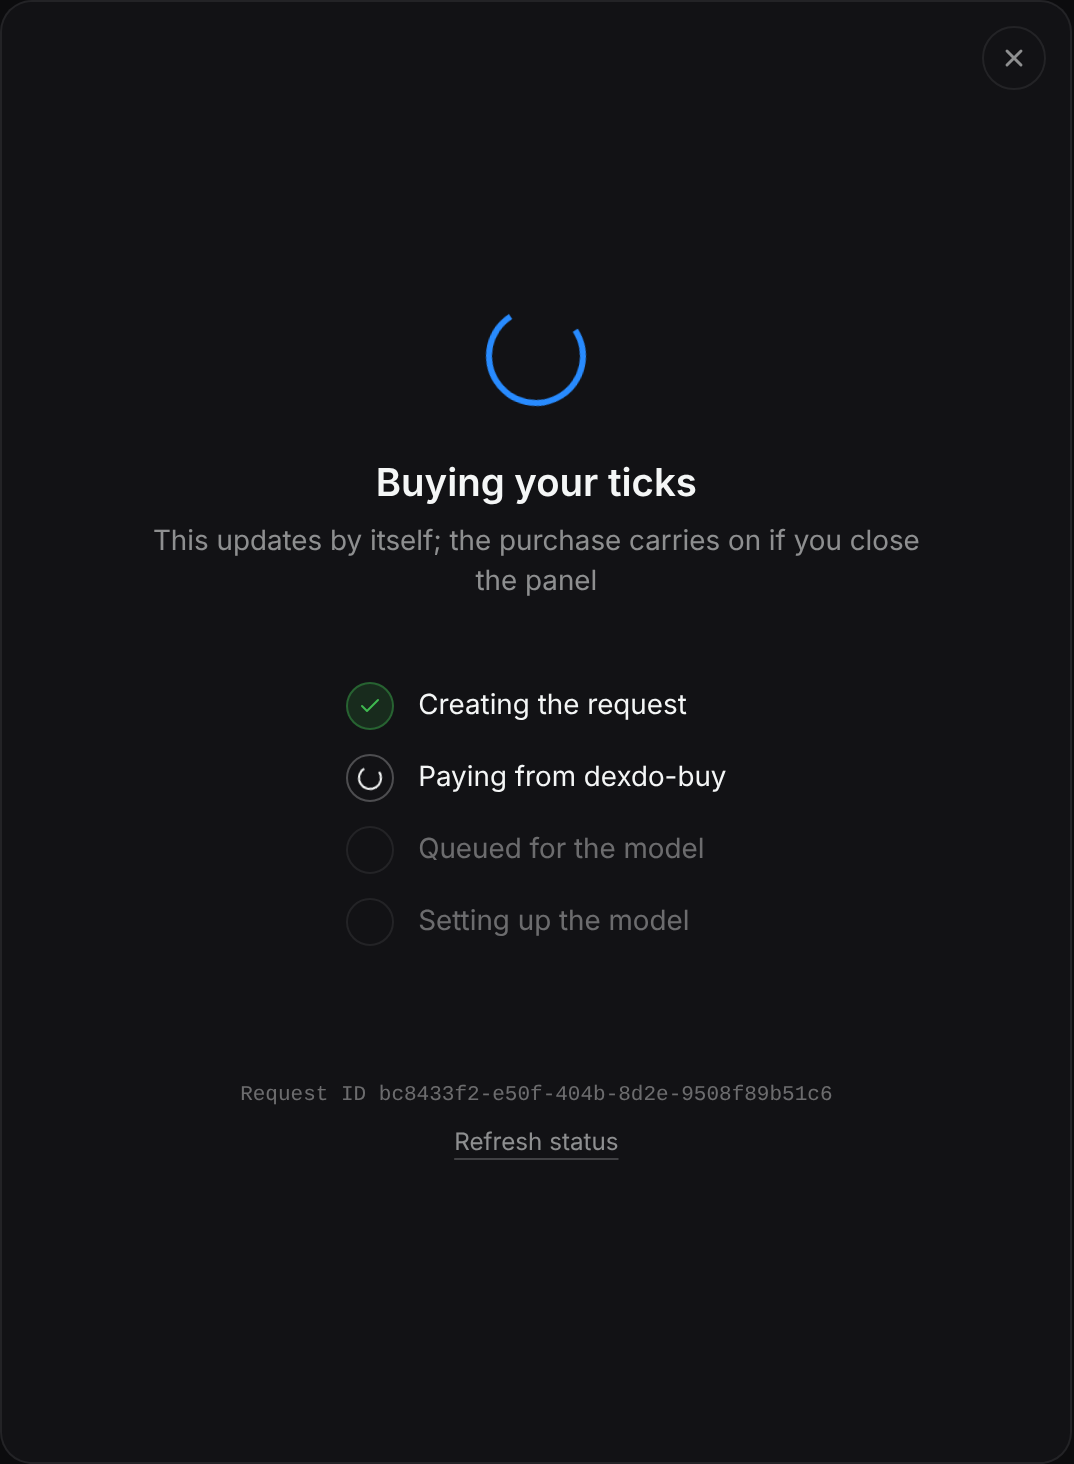 Buying your ticks
This updates by itself; the purchase carries on if you close
the panel
Creating the request
Paying from dexdo-buy
Queued for the model
Setting up the model
Request ID bc8433f2-e50f-404b-8d2e-9508f89b51c6
Refresh status